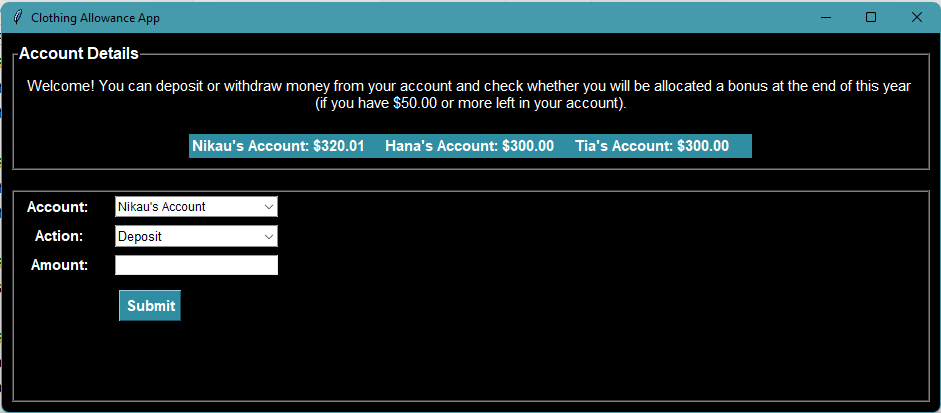 Clothing Allowance App
Account Details
Welcome! You can deposit or withdraw money from your account and check whether you will be allocated a bonus at the end of this year
(if you have $50.00 or more left in your account).
Nikau's Account: $320.01 Hana's Account: $300.00 Tia's Account: $300.00
Account: Nikau's Account
Action: Deposit
Amount:
Submit